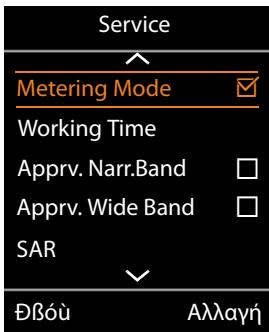 Service
Metering Mode
Working Time
Apprv. Narr.Band
Apprv. Wide Band
SAR
Ðßóù Αλλαγή